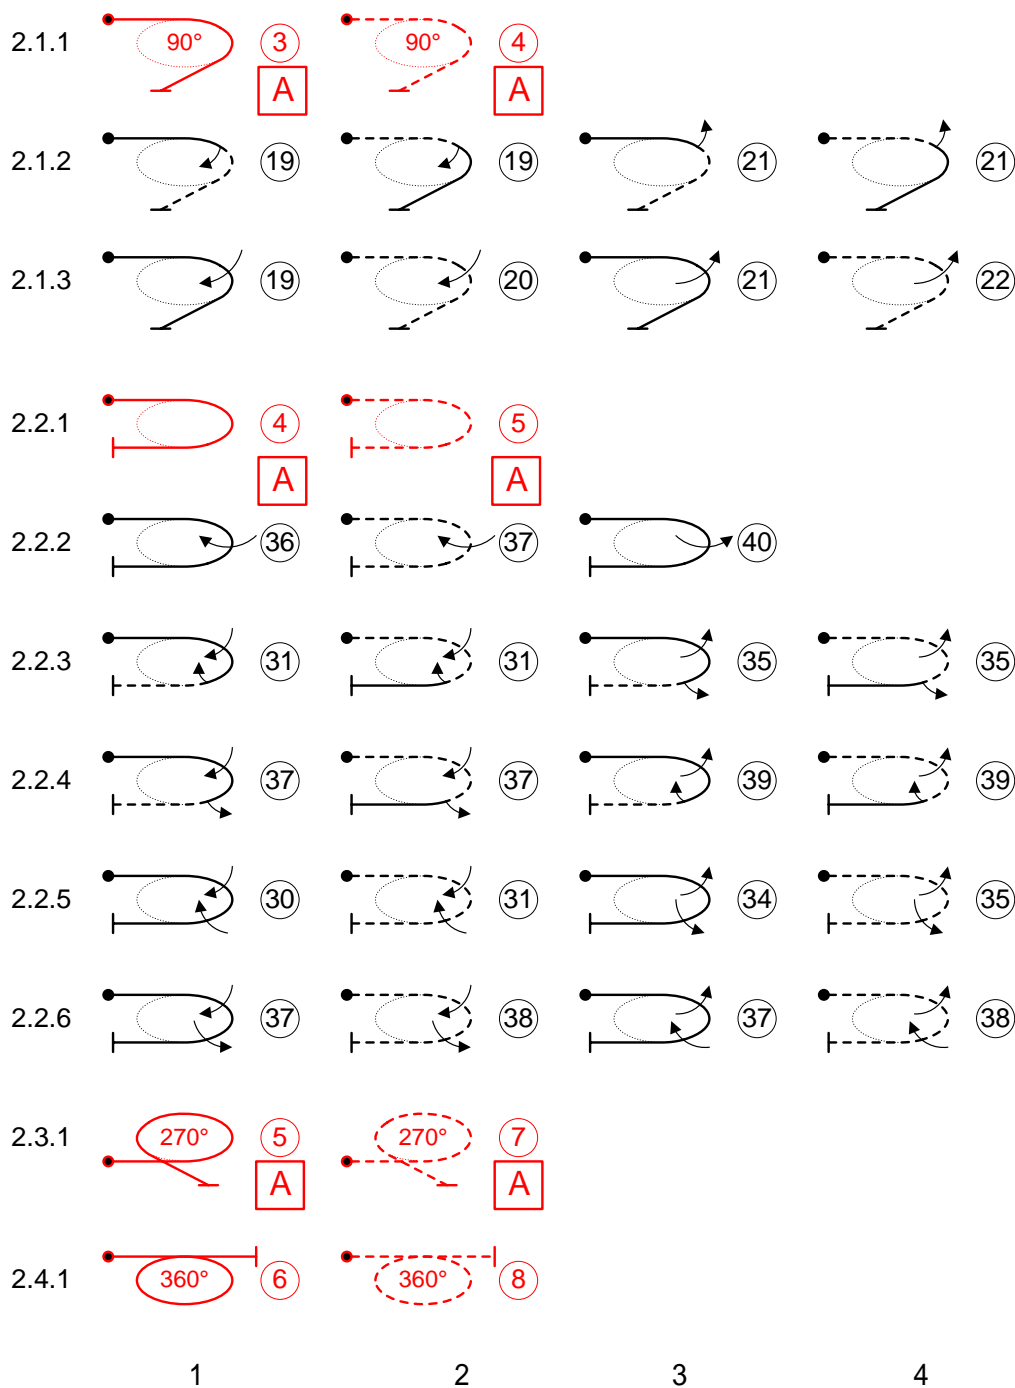 2.1.1 90° 3 90° 4
A A
2.1.2 19 19 21 21
2.1.3 19 20 21 22
2.2.1 4 5
A A
2.2.2 36 37 40
2.2.3 31 31 35 35
2.2.4 37 37 39 39
2.2.5 30 31 34 35
2.2.6 37 38 37 38
2.3.1 270° 5 270° 7
A A
2.4.1 360° 6 360° 8
1 2 3 4